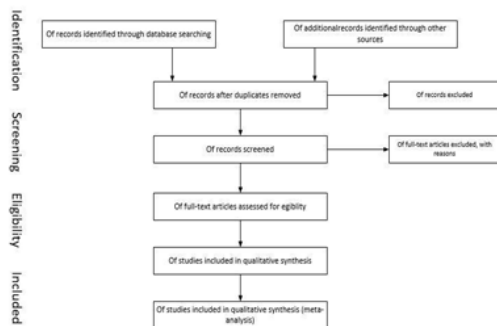 Identification
Of records identified through database searching
Of additionalrecords identified through other
sources
Of records after duplicates removed
Of records excluded
Screening
Of records screened
Of full-text articles excluded, with
reasons
Eligibility
Of full-text articles assessed for egiblity
Of studies included in qualitative synthesis
Included
Of studies included in qualitative synthesis (meta-
analysis)